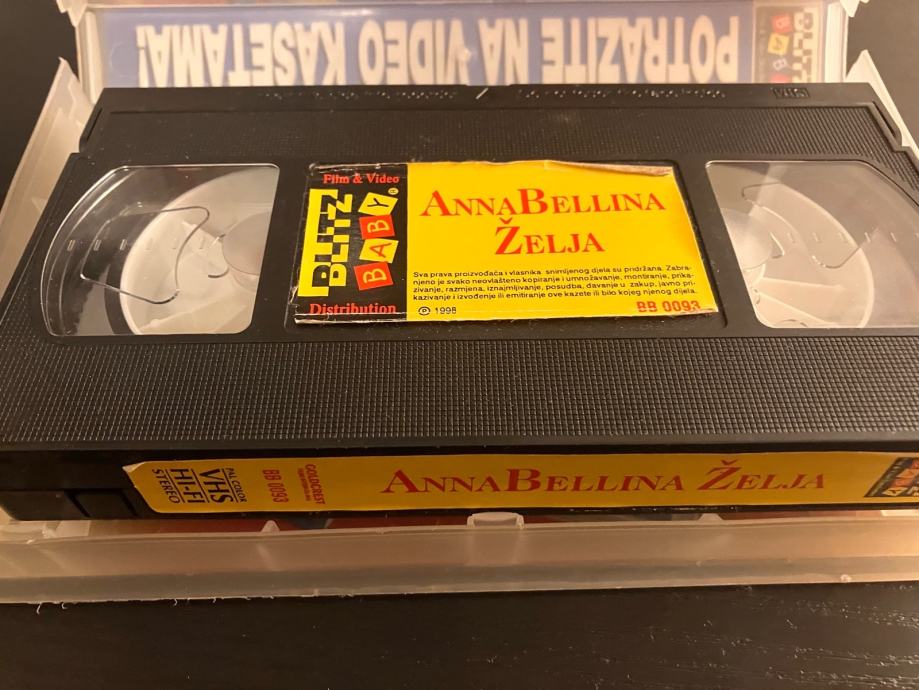 POTRAŽITE NA VIDEO KASETAMA!
BLITZ
BABY
VHS
Film & Video
BLITZ
BABY
Distribution
ANNABELLINA
ŽELJA
Sva prava proizvođača i vlasnika snimljenog djela su pridržana. Zabra-
njeno je svako neovlašteno kopiranje i umnožavanje, montiranje, prika-
zivanje, razmjena, iznajmljivanje, posudba, davanje u zakup, javno pri-
kazivanje i izvođenje ili emitiranje ove kazete ili bilo kojeg njenog dijela.
Ⓟ 1998
BB 0093
PAL COLOR
VHS
HI-FI
STEREO
BB 0093
GOLDCREST
ANNABELLINA ŽELJA